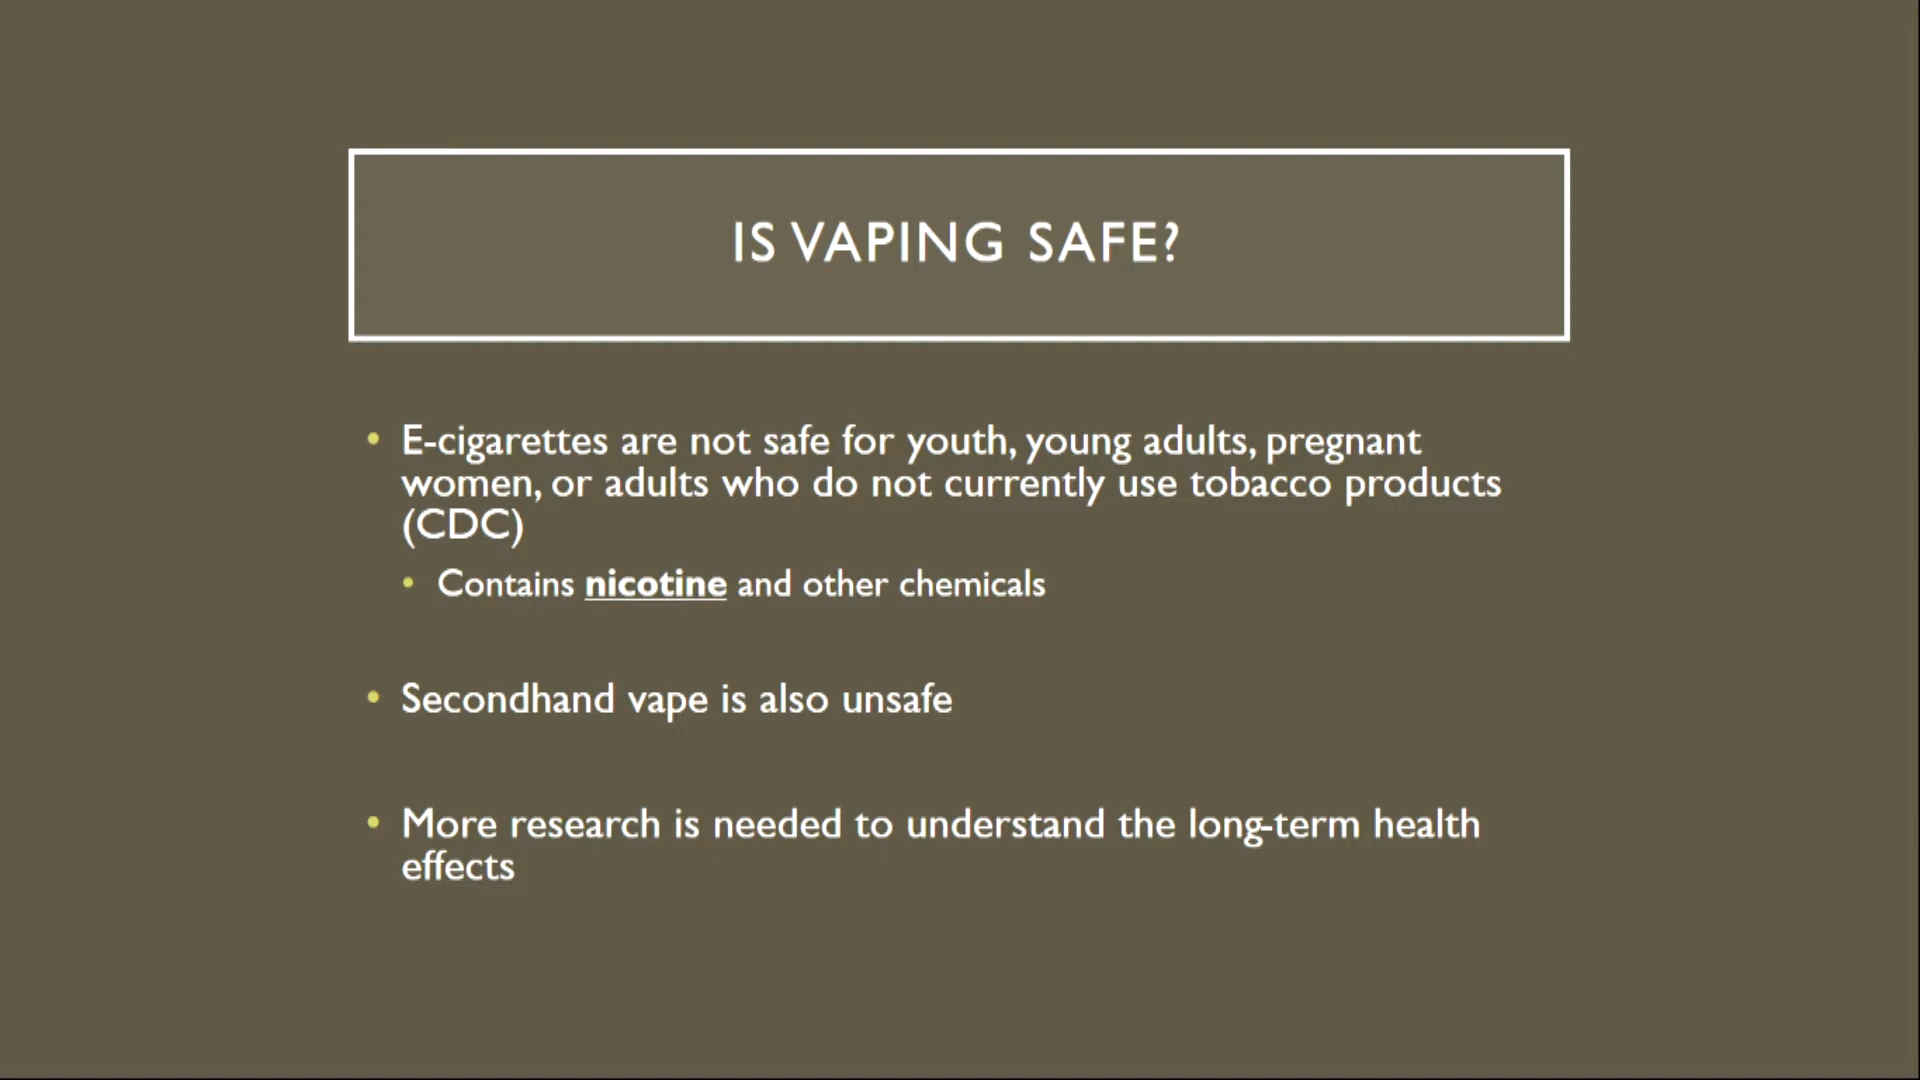 IS VAPING SAFE?
• E-cigarettes are not safe for youth, young adults, pregnant
women, or adults who do not currently use tobacco products
(CDC)
• Contains nicotine and other chemicals
• Secondhand vape is also unsafe
• More research is needed to understand the long-term health
effects